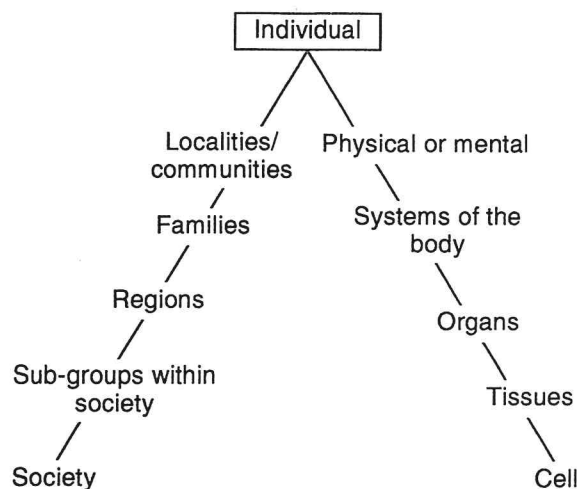 Individual
Localities/
communities
Physical or mental
Families
Systems of the
body
Regions
Organs
Sub-groups within
society
Tissues
Society
Cell